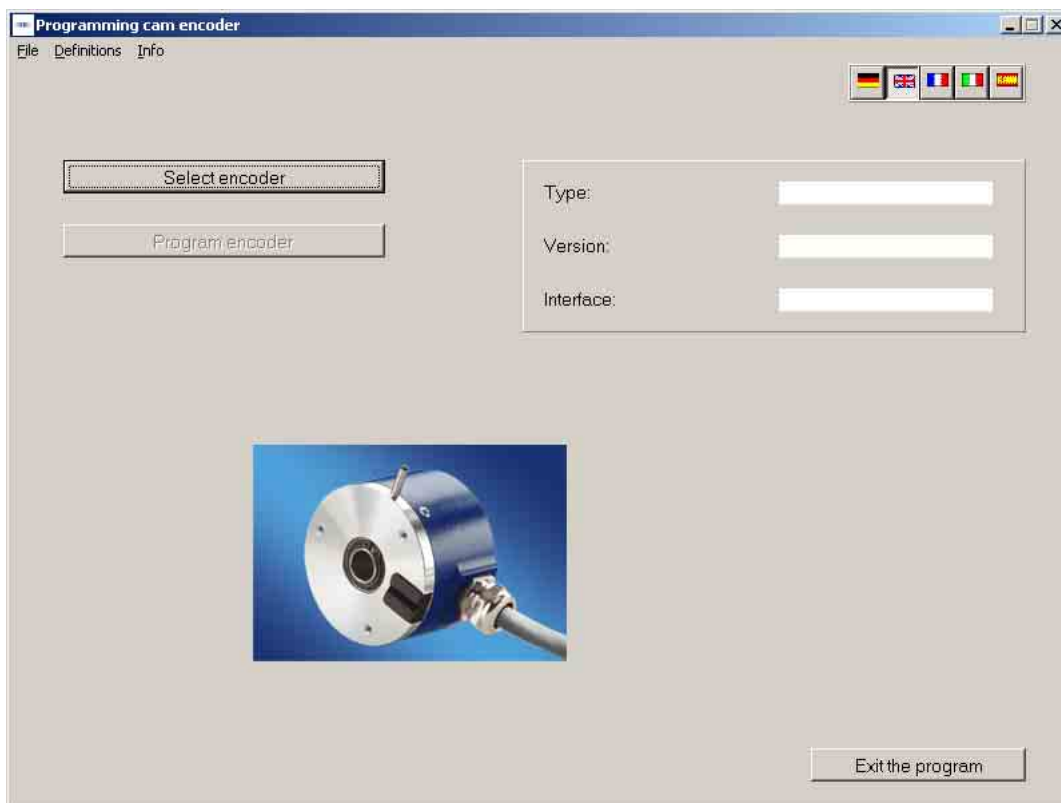 Programming cam encoder
File Definitions Info
Select encoder
Program encoder
Type:
Version:
Interface:
Exit the program